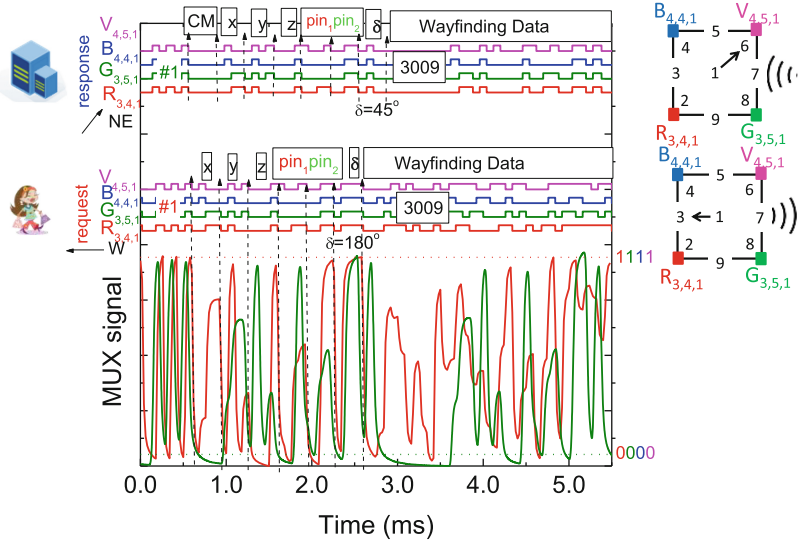 CM x y z pin1pin2 δ Wayfinding Data
V4,5,1
B4,4,1
G3,5,1
R3,4,1
#1
3009
response
NE
δ=45°
x y z pin1pin2 δ Wayfinding Data
V4,5,1
B4,4,1
G3,5,1
R3,4,1
#1
3009
request
W
δ=180°
1111
0000
MUX signal
0.0 1.0 2.0 3.0 4.0 5.0
Time (ms)
B4,4,1 V4,5,1
5
4 6
3 1 7
2 8
9
R3,4,1 G3,5,1
B4,4,1 V4,5,1
5
4 6
3 1 7
2 8
9
R3,4,1 G3,5,1